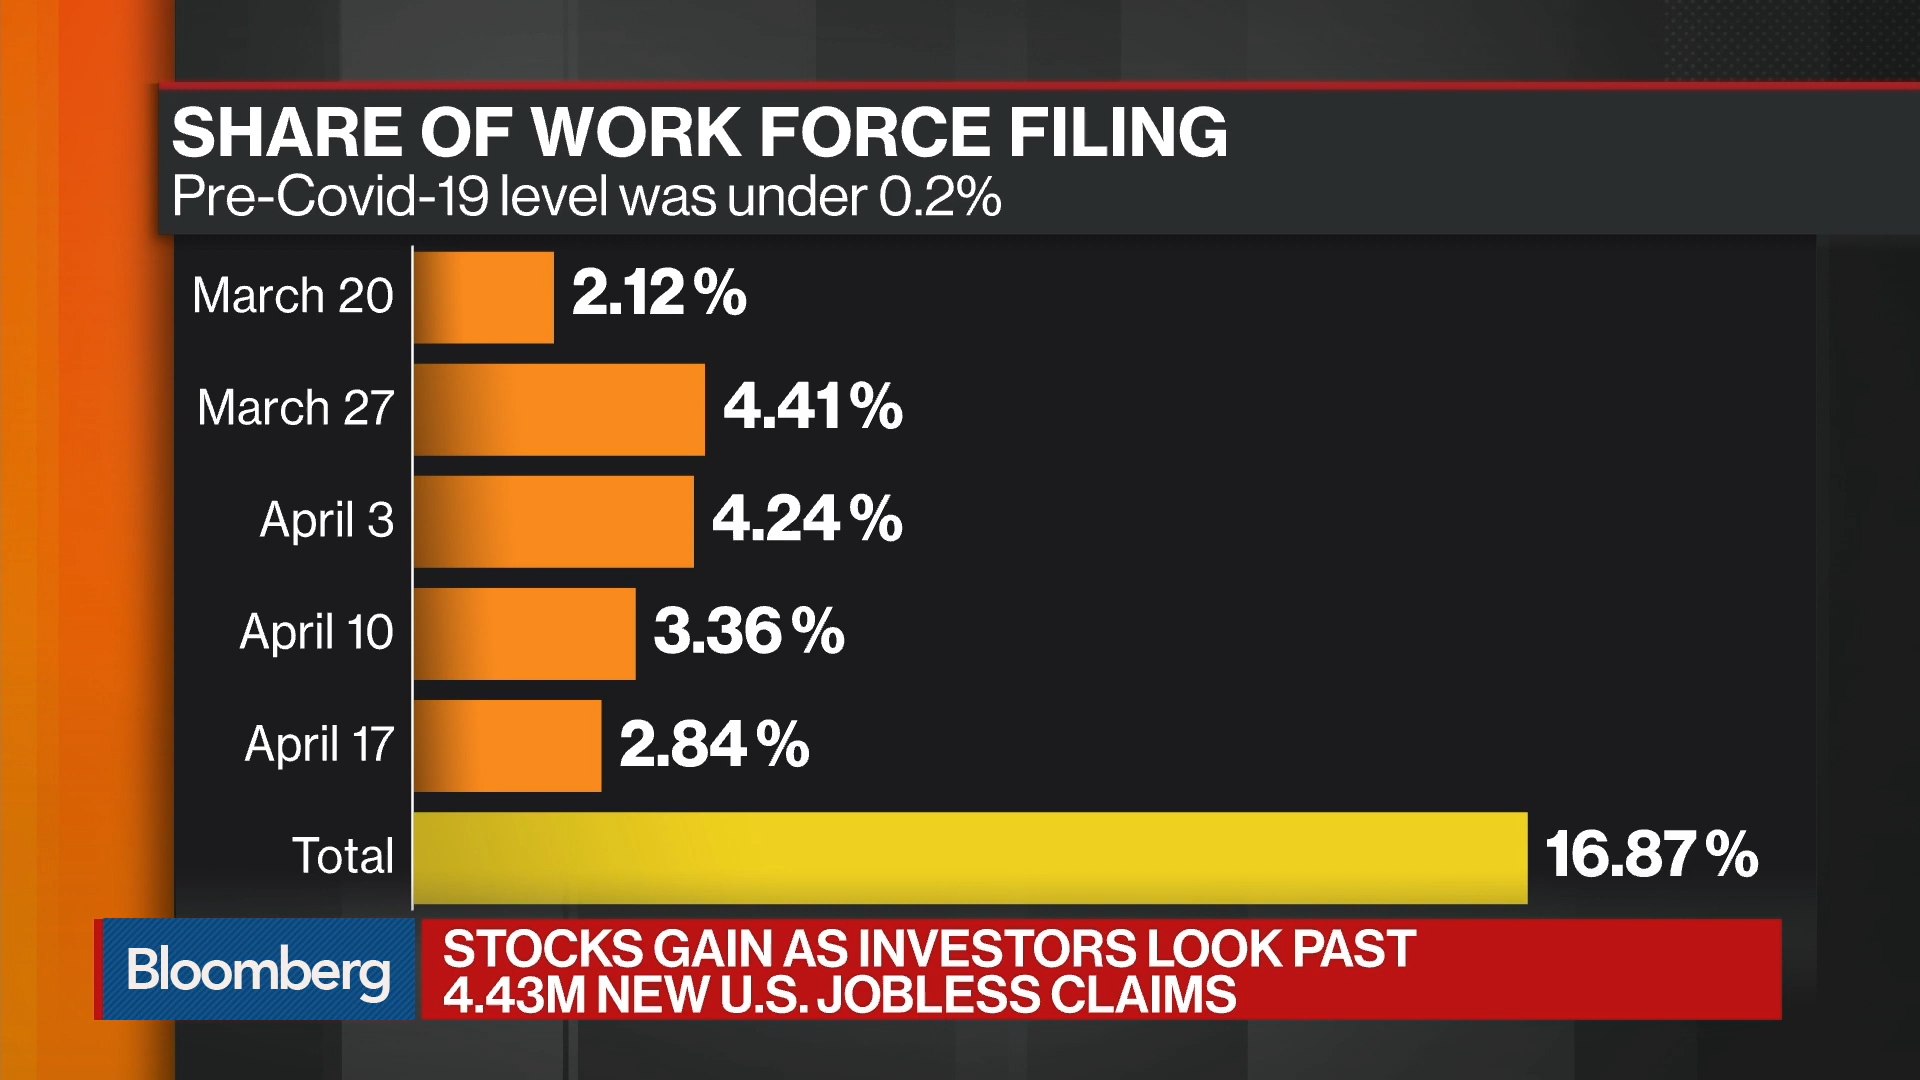 SHARE OF WORK FORCE FILING
Pre-Covid-19 level was under 0.2%
March 20 2.12%
March 27 4.41%
April 3 4.24%
April 10 3.36%
April 17 2.84%
Total 16.87%
Bloomberg
STOCKS GAIN AS INVESTORS LOOK PAST
4.43M NEW U.S. JOBLESS CLAIMS